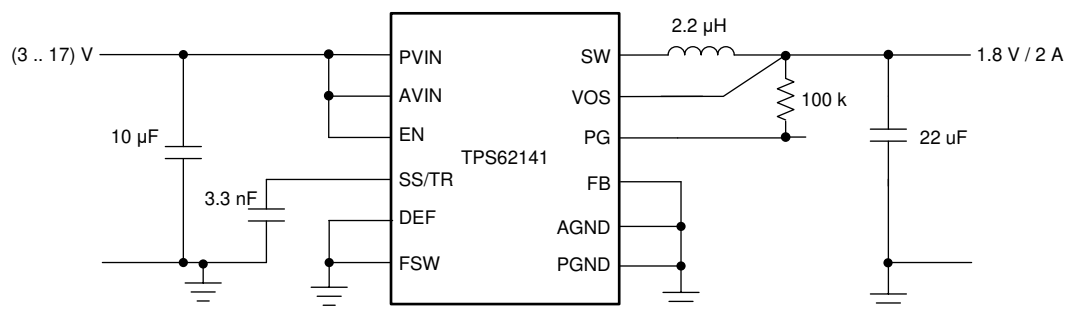 2.2 µH
(3 .. 17) V
PVIN
SW
1.8 V / 2 A
AVIN
VOS
100 k
10 µF
EN
PG
22 uF
TPS62141
3.3 nF
SS/TR
FB
DEF
AGND
FSW
PGND